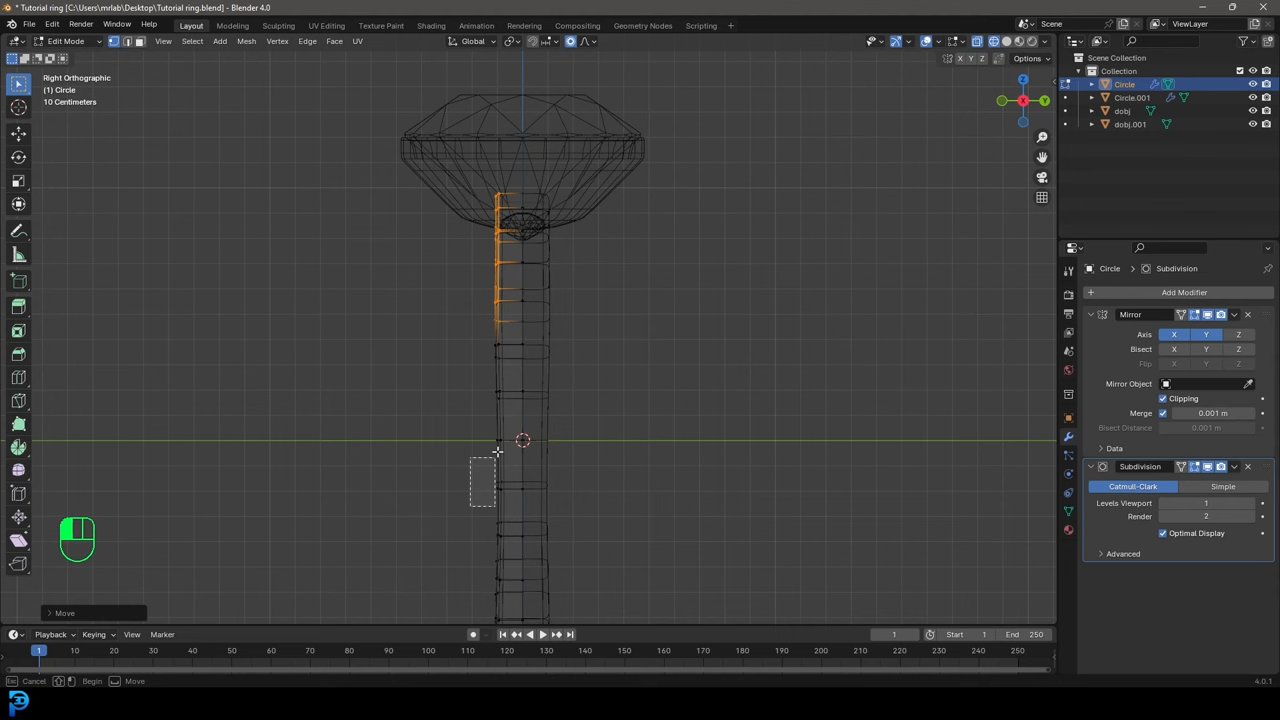 * Tutorial ring [C:\Users\mrlab\Desktop\Tutorial ring.blend] - Blender 4.0
File Edit Render Window Help Layout Modeling Sculpting UV Editing Texture Paint Shading Animation Rendering Compositing Geometry Nodes Scripting + Scene ViewLayer
Edit Mode View Select Add Mesh Vertex Edge Face UV Global
X Y Z Options
Right Orthographic
(1) Circle
10 Centimeters
Z
X Y
Scene Collection
Collection
Circle
Circle.001
dobj
dobj.001
Circle > Subdivision
+ Add Modifier
Mirror
Axis X Y Z
Bisect X Y Z
Flip X Y Z
Mirror Object
Clipping
Merge 0.001 m
Bisect Distance 0.001 m
> Data
Subdivision
Catmull-Clark Simple
Levels Viewport 1
Render 2
Optimal Display
> Advanced
> Move
Playback Keying View Marker 1 Start 1 End 250
1 10 20 30 40 50 60 70 80 90 100 110 120 130 140 150 160 170 180 190 200 210 220 230 240 250
Cancel Begin Move 4.0.1